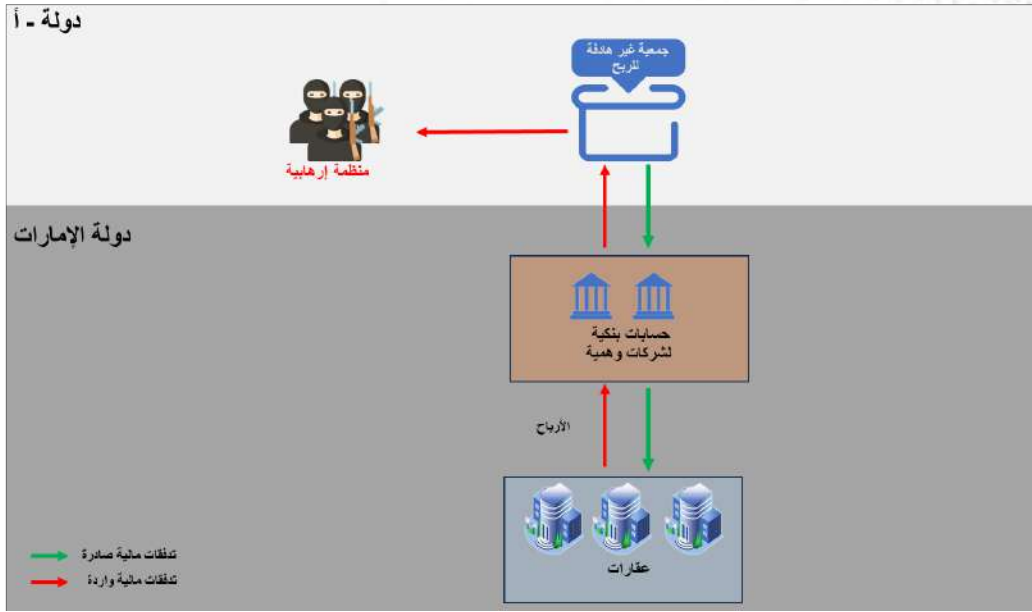 دولة - أ
جمعية غير هادفة
للربح
منظمة إرهابية
دولة الإمارات
حسابات بنكية
لشركات وهمية
الأرباح
عقارات
تدفقات مالية صادرة
تدفقات مالية واردة